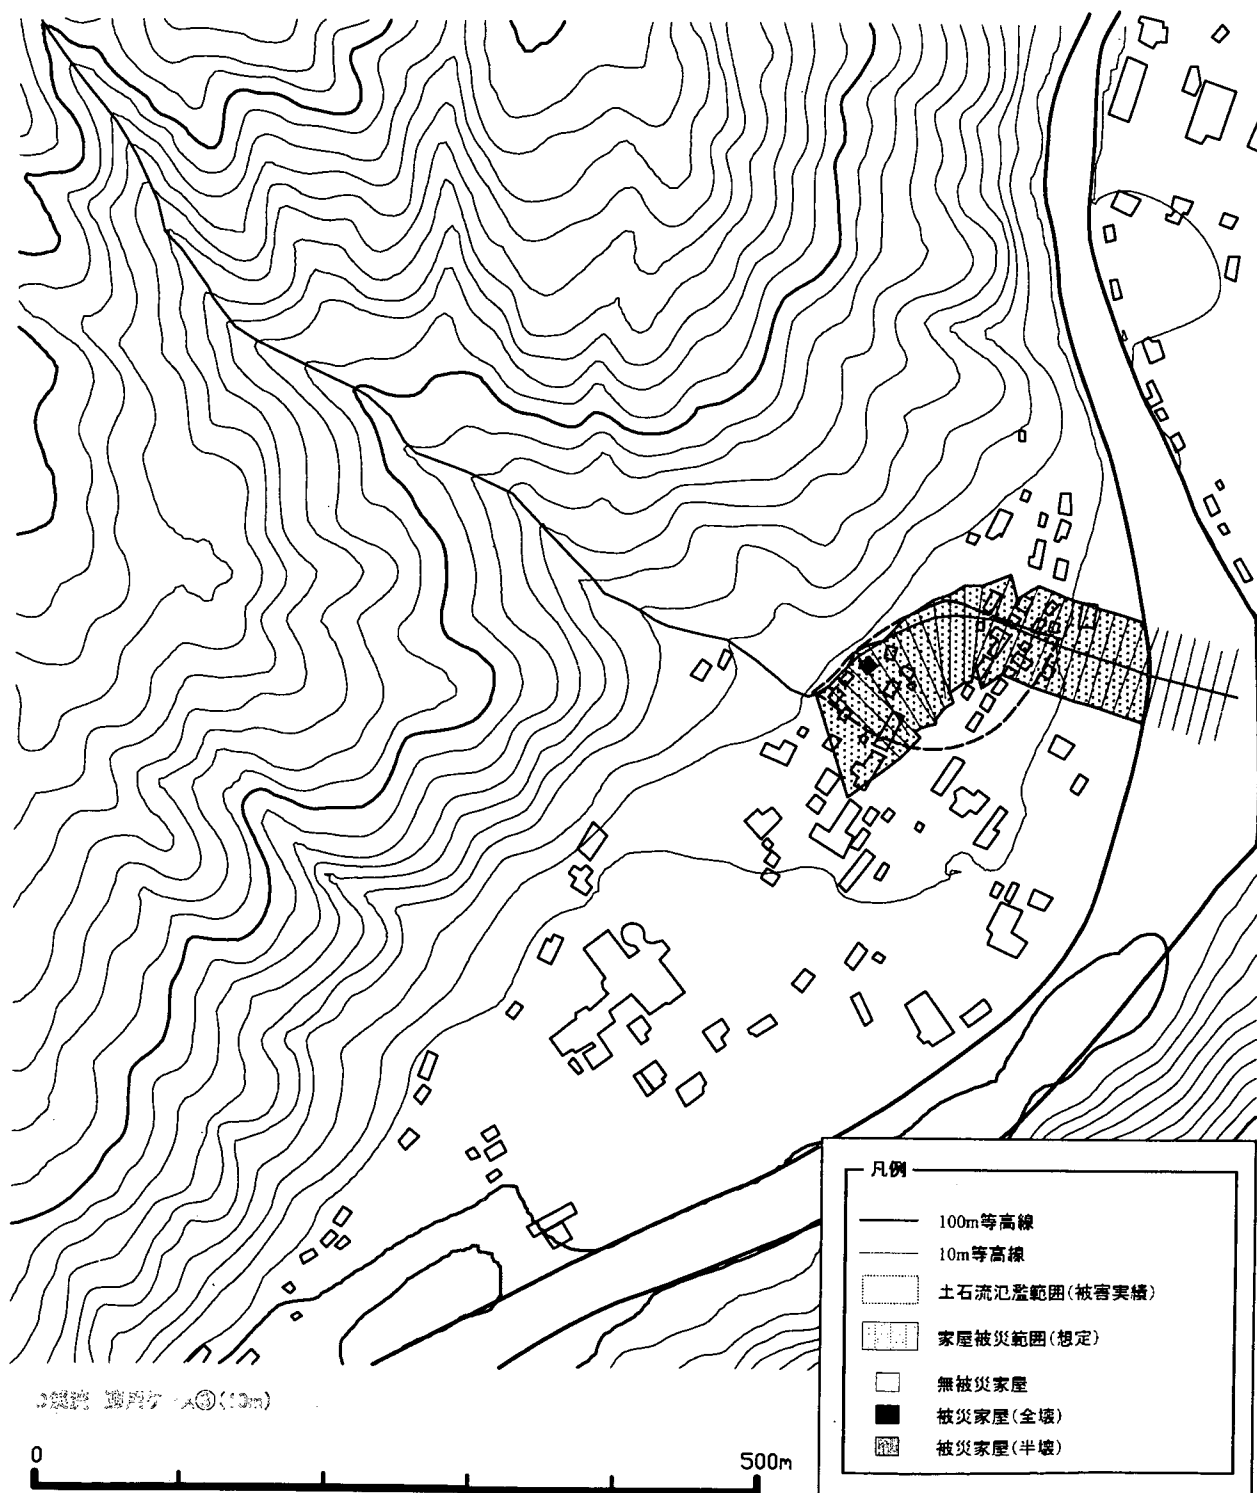 凡例
100m等高線
10m等高線
土石流氾濫範囲(被害実績)
家屋被災範囲(想定)
無被災家屋
被災家屋(全壊)
被災家屋(半壊)
③(10m)
0
500m